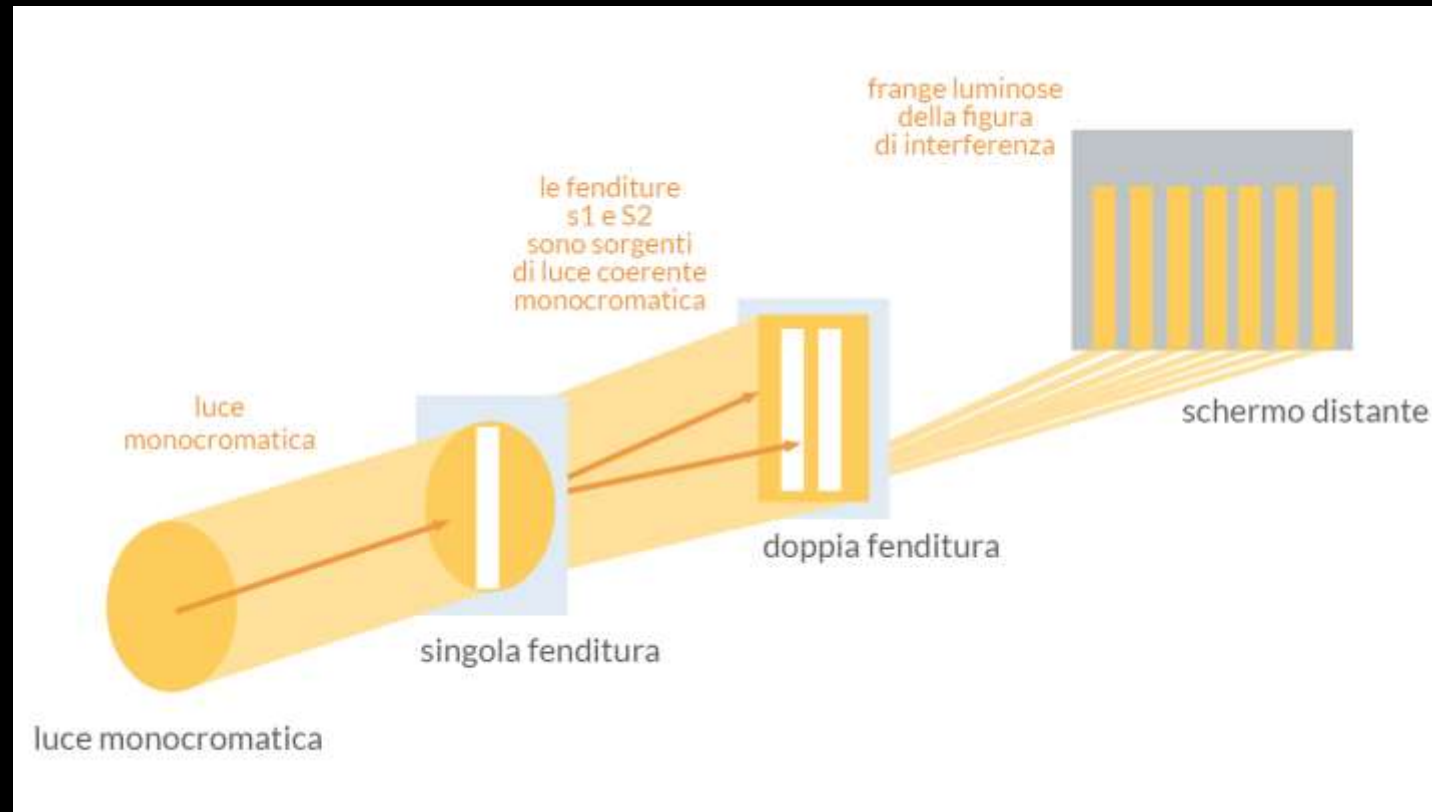 frange luminose
della figura
di interferenza
le fenditure
s1 e S2
sono sorgenti
di luce coerente
monocromatica
luce
monocromatica
schermo distante
doppia fenditura
singola fenditura
luce monocromatica